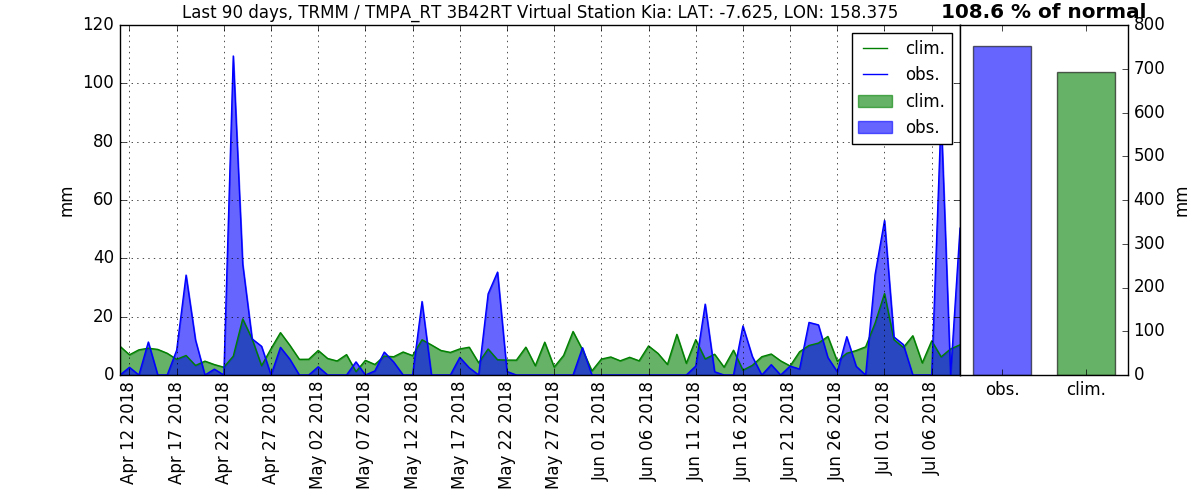 Last 90 days, TRMM / TMPA_RT 3B42RT Virtual Station Kia: LAT: -7.625, LON: 158.375
108.6 % of normal
120
100
80
60
40
20
0
mm
clim.
obs.
clim.
obs.
800
700
600
500
400
300
200
100
0
mm
obs.
clim.
Apr 12 2018
Apr 17 2018
Apr 22 2018
Apr 27 2018
May 02 2018
May 07 2018
May 12 2018
May 17 2018
May 22 2018
May 27 2018
Jun 01 2018
Jun 06 2018
Jun 11 2018
Jun 16 2018
Jun 21 2018
Jun 26 2018
Jul 01 2018
Jul 06 2018